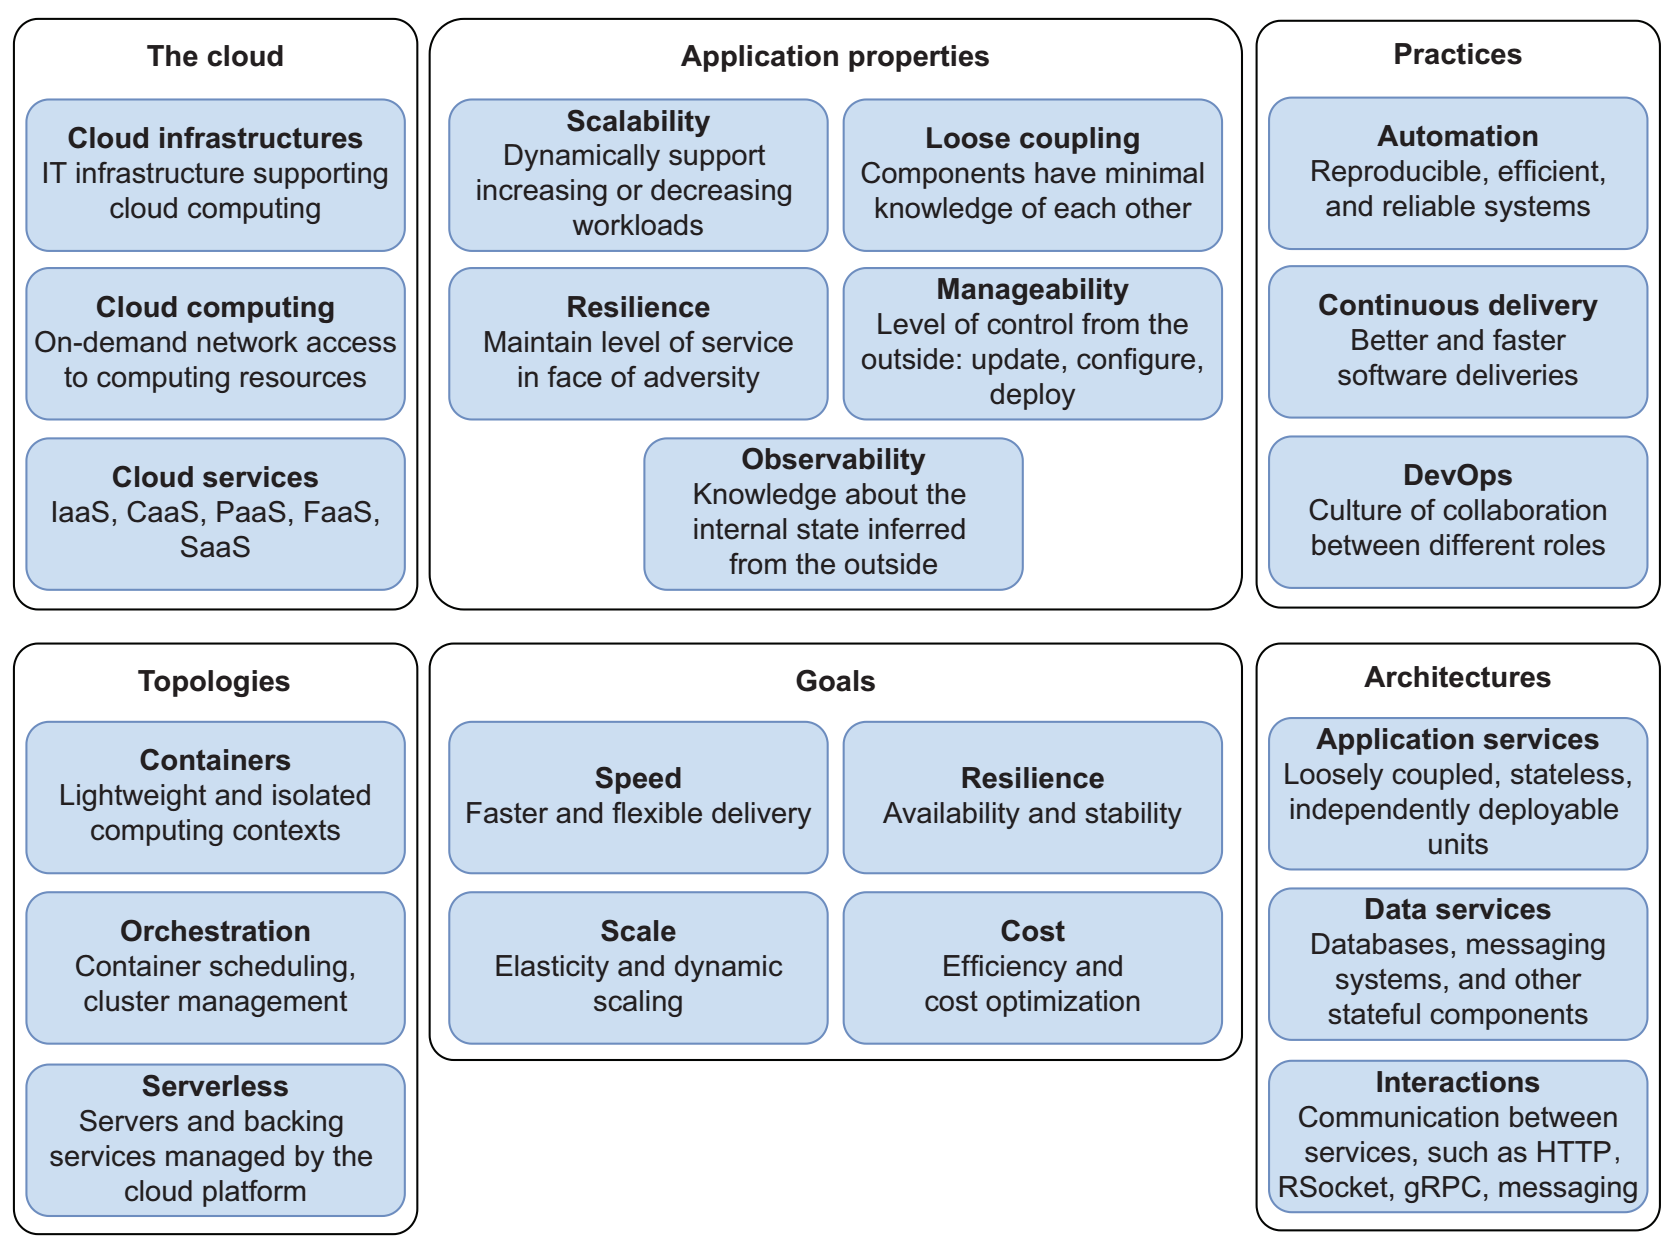 The cloud
Cloud infrastructures
IT infrastructure supporting
cloud computing
Cloud computing
On-demand network access
to computing resources
Cloud services
IaaS, CaaS, PaaS, FaaS,
SaaS
Application properties
Scalability
Dynamically support
increasing or decreasing
workloads
Loose coupling
Components have minimal
knowledge of each other
Resilience
Maintain level of service
in face of adversity
Manageability
Level of control from the
outside: update, configure,
deploy
Observability
Knowledge about the
internal state inferred
from the outside
Practices
Automation
Reproducible, efficient,
and reliable systems
Continuous delivery
Better and faster
software deliveries
DevOps
Culture of collaboration
between different roles
Topologies
Containers
Lightweight and isolated
computing contexts
Orchestration
Container scheduling,
cluster management
Serverless
Servers and backing
services managed by the
cloud platform
Goals
Speed
Faster and flexible delivery
Resilience
Availability and stability
Scale
Elasticity and dynamic
scaling
Cost
Efficiency and
cost optimization
Architectures
Application services
Loosely coupled, stateless,
independently deployable
units
Data services
Databases, messaging
systems, and other
stateful components
Interactions
Communication between
services, such as HTTP,
RSocket, gRPC, messaging